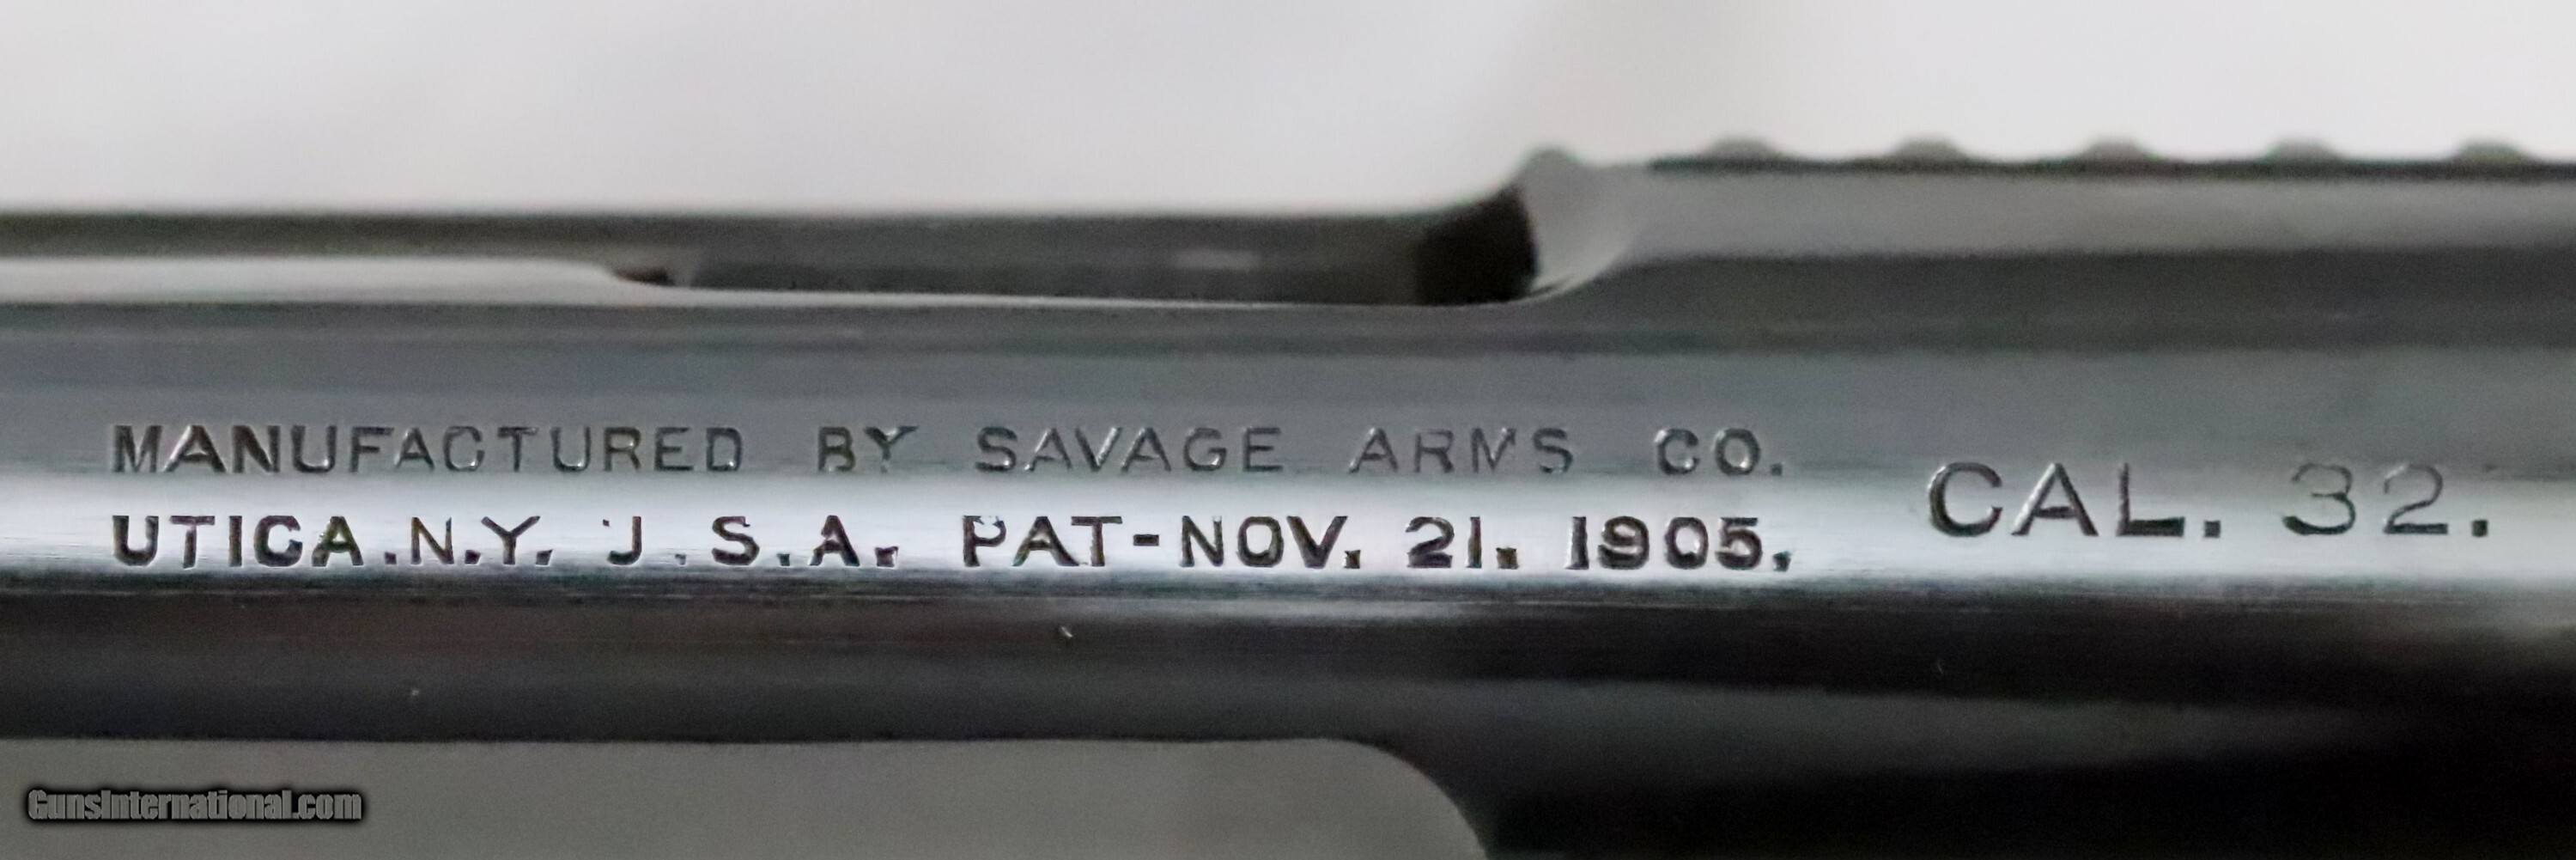 MANUFACTURED BY SAVAGE ARMS CO.
UTICA.N.Y. U.S.A. PAT-NOV. 21. 1905.
CAL. 32.
GunsInternational.com